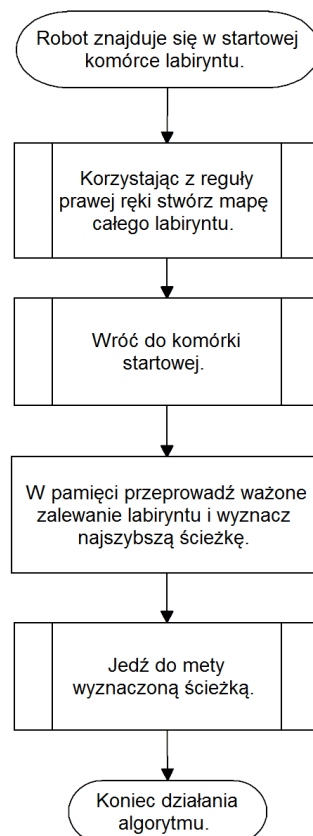 Robot znajduje się w startowej
komórce labiryntu.
Korzystając z reguły
prawej ręki stwórz mapę
całego labiryntu.
Wróć do komórki
startowej.
W pamięci przeprowadź ważone
zalewanie labiryntu i wyznacz
najszybszą ścieżkę.
Jedź do mety
wyznaczoną ścieżką.
Koniec działania
algorytmu.